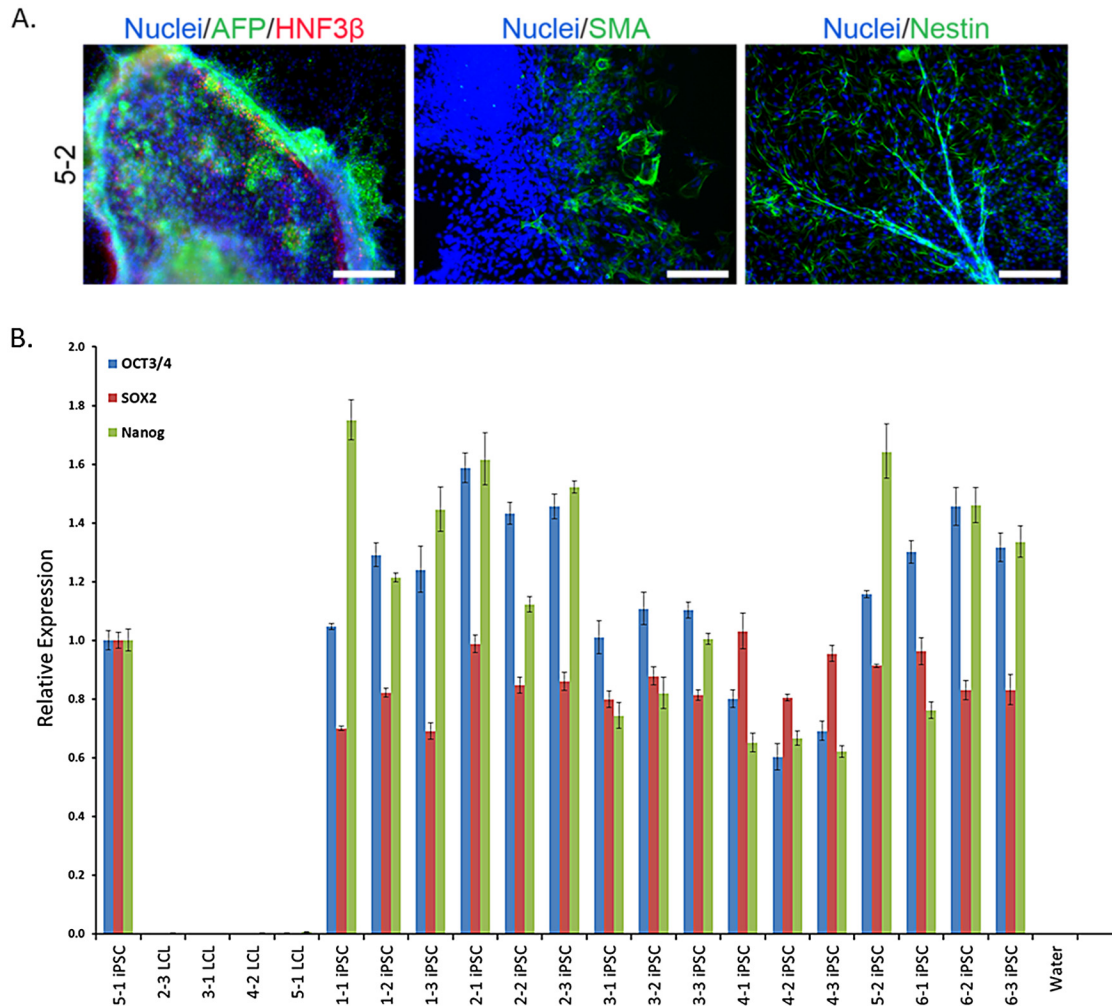 A.
Nuclei/AFP/HNF3β
Nuclei/SMA
Nuclei/Nestin
5-2
B.
2.0
1.8
1.6
1.4
1.2
1.0
0.8
0.6
0.4
0.2
0.0
Relative Expression
OCT3/4
SOX2
Nanog
5-1 iPSC
2-3 LCL
3-1 LCL
4-2 LCL
5-1 LCL
1-1 iPSC
1-2 iPSC
1-3 iPSC
2-1 iPSC
2-2 iPSC
2-3 iPSC
3-1 iPSC
3-2 iPSC
3-3 iPSC
4-1 iPSC
4-2 iPSC
4-3 iPSC
5-2 iPSC
6-1 iPSC
6-2 iPSC
6-3 iPSC
Water